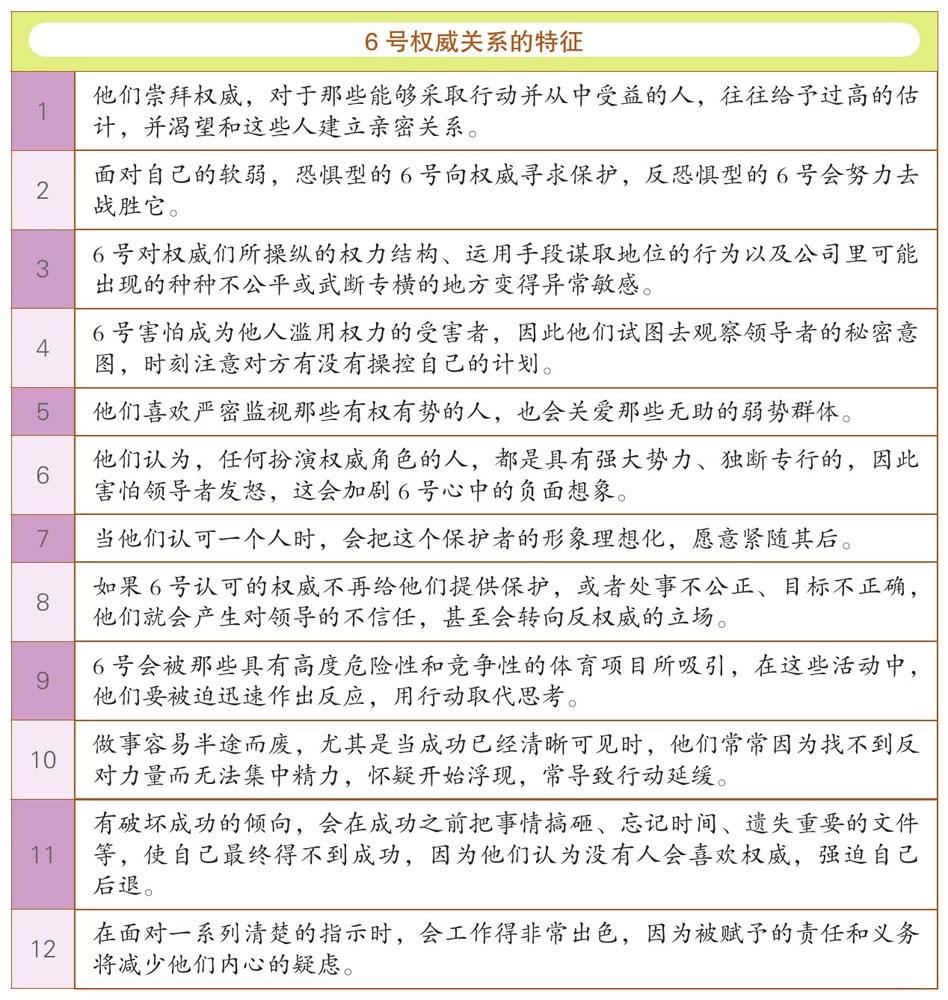 6 号权威关系的特征
1
他们崇拜权威，对于那些能够采取行动并从中受益的人，往往给予过高的估
计，并渴望和这些人建立亲密关系。
2
面对自己的软弱，恐惧型的 6 号向权威寻求保护，反恐惧型的 6 号会努力去
战胜它。
3
6 号对权威们所操纵的权力结构、运用手段谋取地位的行为以及公司里可能
出现的种种不公平或武断专横的地方变得异常敏感。
4
6 号害怕成为他人滥用权力的受害者，因此他们试图去观察领导者的秘密意
图，时刻注意对方有没有操控自己的计划。
5
他们喜欢严密监视那些有权有势的人，也会关爱那些无助的弱势群体。
6
他们认为，任何扮演权威角色的人，都是具有强大势力、独断专行的，因此
害怕领导者发怒，这会加剧 6 号心中的负面想象。
7
当他们认可一个人时，会把这个保护者的形象理想化，愿意紧随其后。
8
如果 6 号认可的权威不再给他们提供保护，或者处事不公正、目标不正确，
他们就会产生对领导的不信任，甚至会转向反权威的立场。
9
6 号会被那些具有高度危险性和竞争性的体育项目所吸引，在这些活动中，
他们要被迫迅速作出反应，用行动取代思考。
10
做事容易半途而废，尤其是当成功已经清晰可见时，他们常常因为找不到反
对力量而无法集中精力，怀疑开始浮现，常导致行动延缓。
11
有破坏成功的倾向，会在成功之前把事情搞砸、忘记时间、遗失重要的文件
等，使自己最终得不到成功，因为他们认为没有人会喜欢权威，强迫自己
后退。
12
在面对一系列清楚的指示时，会工作得非常出色，因为被赋予的责任和义务
将减少他们内心的疑虑。